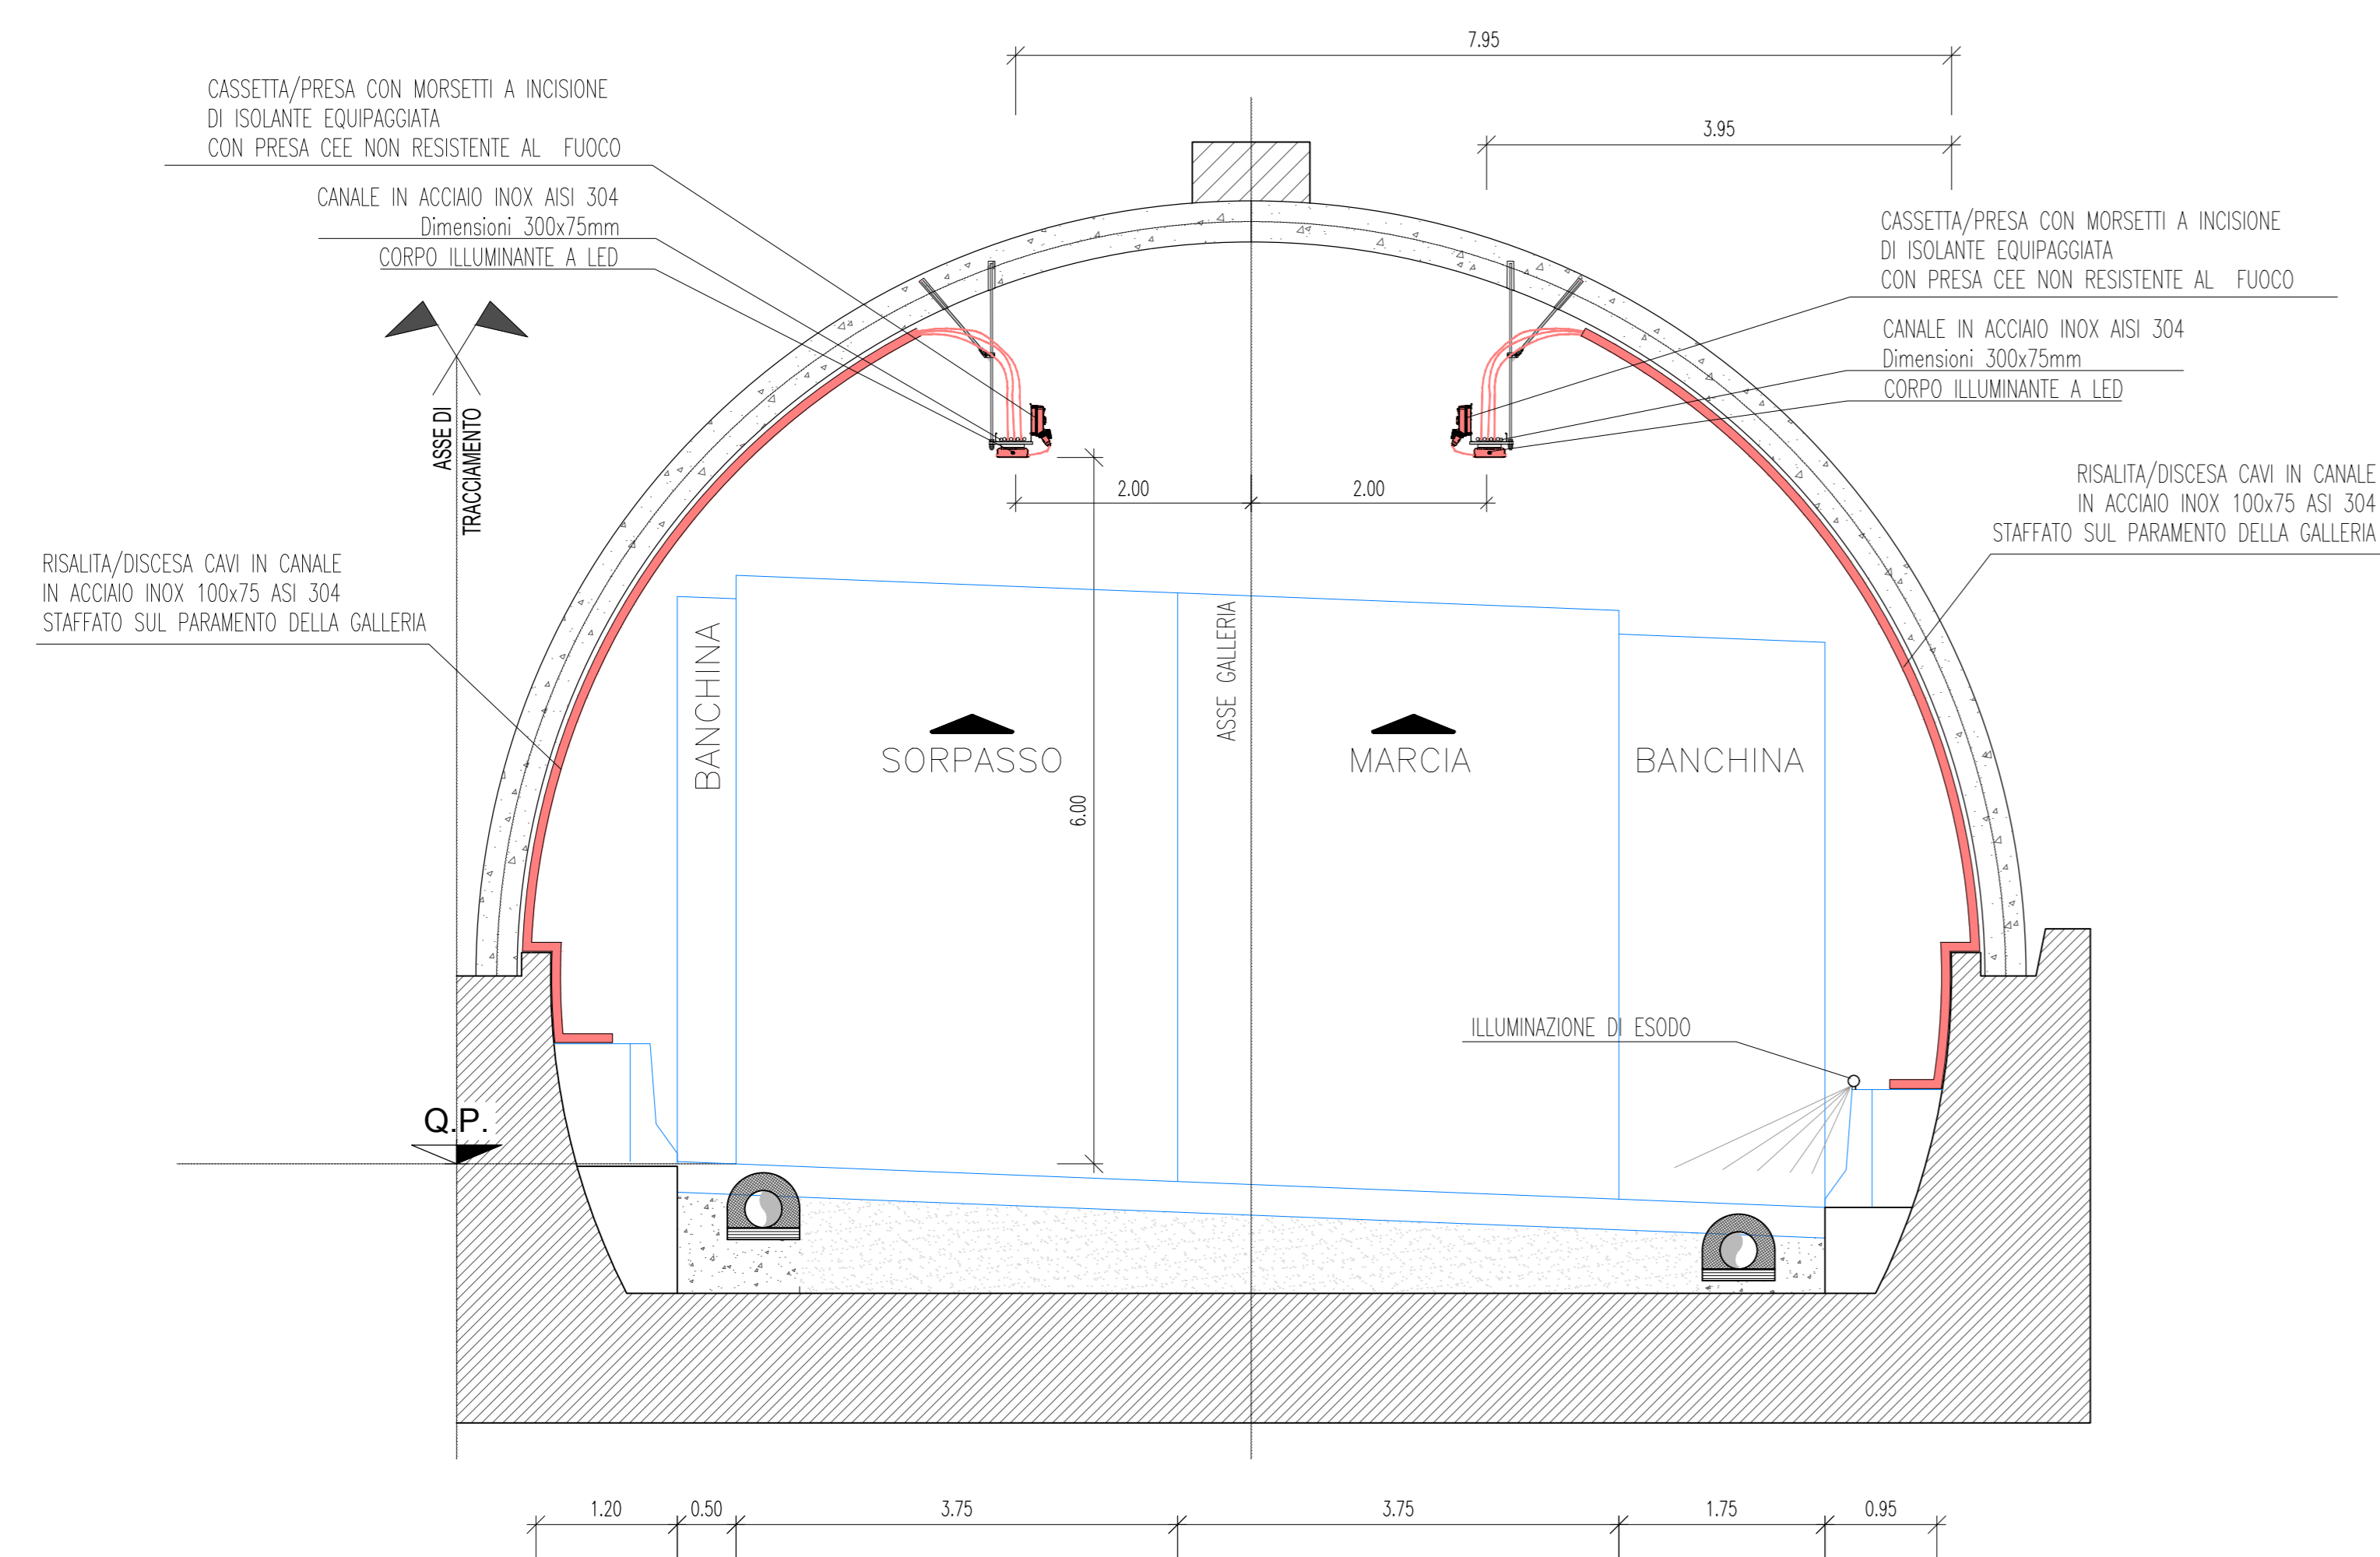 7.95
3.95
CASSETTA/PRESA CON MORSETTI A INCISIONE
DI ISOLANTE EQUIPAGGIATA
CON PRESA CEE NON RESISTENTE AL FUOCO
CANALE IN ACCIAIO INOX AISI 304
Dimensioni 300x75mm
CORPO ILLUMINANTE A LED
CASSETTA/PRESA CON MORSETTI A INCISIONE
DI ISOLANTE EQUIPAGGIATA
CON PRESA CEE NON RESISTENTE AL FUOCO
CANALE IN ACCIAIO INOX AISI 304
Dimensioni 300x75mm
CORPO ILLUMINANTE A LED
ASSE DI
TRACCIAMENTO
2.00
2.00
RISALITA/DISCESA CAVI IN CANALE
IN ACCIAIO INOX 100x75 ASI 304
STAFFATO SUL PARAMENTO DELLA GALLERIA
RISALITA/DISCESA CAVI IN CANALE
IN ACCIAIO INOX 100x75 ASI 304
STAFFATO SUL PARAMENTO DELLA GALLERIA
BANCHINA
SORPASSO
6.00
ASSE GALLERIA
MARCIA
BANCHINA
ILLUMINAZIONE DI ESODO
Q.P.
1.20
0.50
3.75
3.75
1.75
0.95